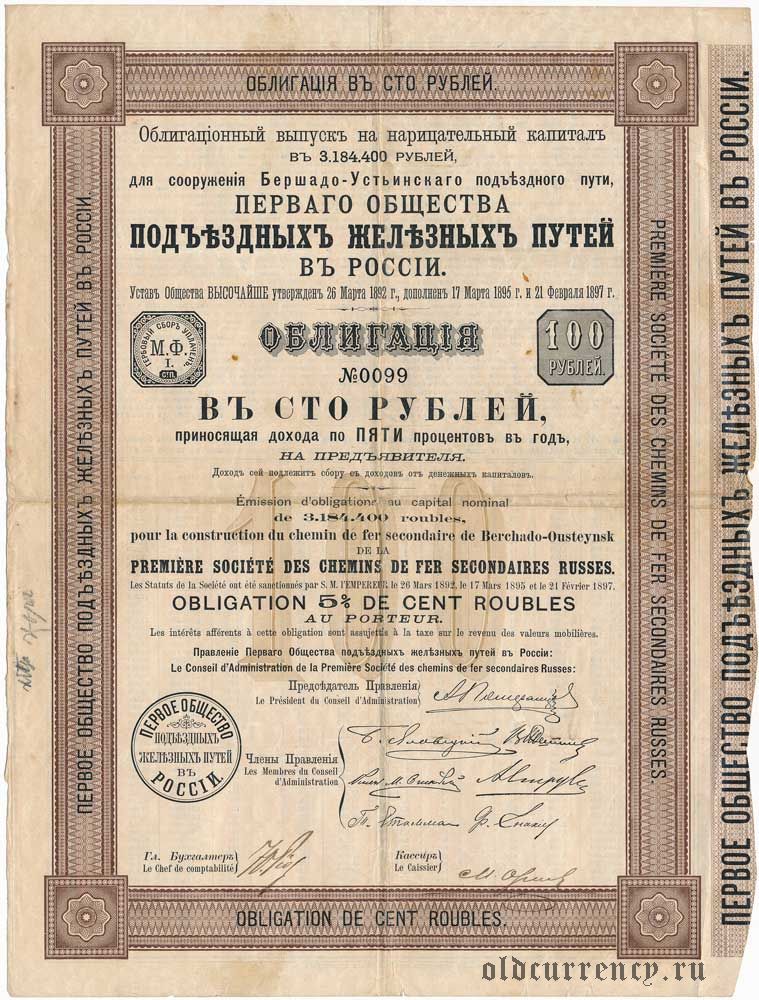 ОБЛИГАЦІЯ ВЪ СТО РУБЛЕЙ.
Облигаціонный выпускъ на нарицательный капиталъ
ВЪ 3.184.400 РУБЛЕЙ,
для сооруженія Бершадо-Устьинскаго подъѣзднаго пути,
ПЕРВАГО ОБЩЕСТВА
ПОДЪѢЗДНЫХЪ ЖЕЛѢЗНЫХЪ ПУТЕЙ
ВЪ РОССІИ.
Уставъ Общества ВЫСОЧАЙШЕ утвержденъ 26 Марта 1892 г., дополненъ 17 Марта 1895 г. и 21 Февраля 1897 г.
ГЕРБОВЫЙ СБОРЪ УПЛАЧЕНЪ
М.Ф.
I.
СПБ.
ОБЛИГАЦІЯ
100
РУБЛЕЙ.
№0099
ВЪ СТО РУБЛЕЙ,
приносящая дохода по ПЯТИ процентовъ въ годъ,
НА ПРЕДЪЯВИТЕЛЯ.
Доходъ сей подлежитъ сбору съ доходовъ отъ денежныхъ капиталовъ.
100
Émission d'obligations au capital nominal
de 3.184.400 roubles,
pour la construction du chemin de fer secondaire de Berchado-Ousteynsk
DE LA
PREMIÈRE SOCIÉTÉ DES CHEMINS DE FER SECONDAIRES RUSSES.
Les Statuts de la Société ont été sanctionnés par S. M. l'EMPEREUR le 26 Mars 1892, le 17 Mars 1895 et le 21 Février 1897.
OBLIGATION 5% DE CENT ROUBLES
AU PORTEUR.
Les intérêts afférents à cette obligation sont assujettis à la taxe sur le revenu des valeurs mobilières.
Правленіе Перваго Общества подъѣздныхъ желѣзныхъ путей въ Россіи:
Le Conseil d'Administration de la Première Société des chemins de fer secondaires Russes:
Предсѣдатель Правленія
Le Président du Conseil d'Administration
ПЕРВОЕ ОБЩЕСТВО
ПОДЪѢЗДНЫХЪ
ЖЕЛѢЗНЫХЪ ПУТЕЙ
ВЪ
РОССІИ.
Члены Правленія
Les Membres du Conseil
d'Administration
Гл. Бухгалтеръ
Le Chef de comptabilité
Кассиръ
Le Caissier
OBLIGATION DE CENT ROUBLES.
ПЕРВОЕ ОБЩЕСТВО ПОДЪѢЗДНЫХЪ ЖЕЛѢЗНЫХЪ ПУТЕЙ ВЪ РОССІИ.
PREMIÈRE SOCIÉTÉ DES CHEMINS DE FER SECONDAIRES RUSSES.
ПЕРВОЕ ОБЩЕСТВО ПОДЪѢЗДНЫХЪ ЖЕЛѢЗНЫХЪ ПУТЕЙ ВЪ РОССІИ.
oldcurrency.ru